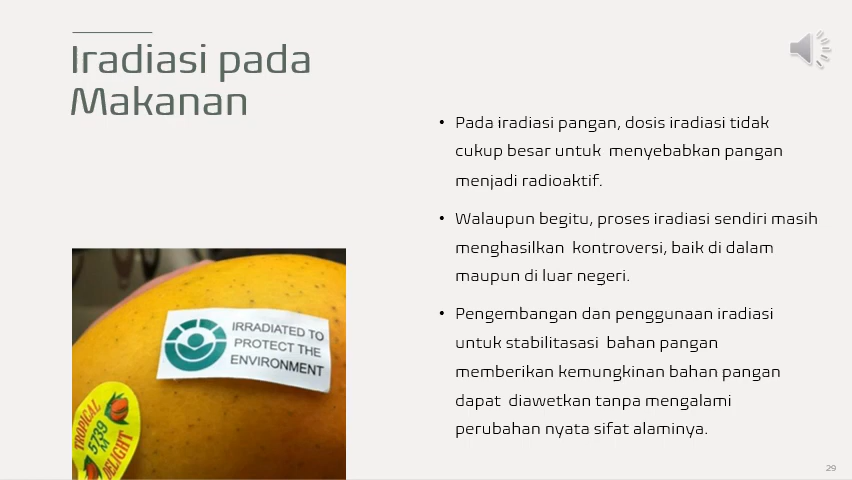 Iradiasi pada
Makanan
• Pada iradiasi pangan, dosis iradiasi tidak
cukup besar untuk menyebabkan pangan
menjadi radioaktif.
• Walaupun begitu, proses iradiasi sendiri masih
menghasilkan kontroversi, baik di dalam
maupun di luar negeri.
• Pengembangan dan penggunaan iradiasi
untuk stabilitasasi bahan pangan
memberikan kemungkinan bahan pangan
dapat diawetkan tanpa mengalami
perubahan nyata sifat alaminya.
IRRADIATED TO
PROTECT THE
ENVIRONMENT
TROPICAL
5739
M
DELIGHT
29